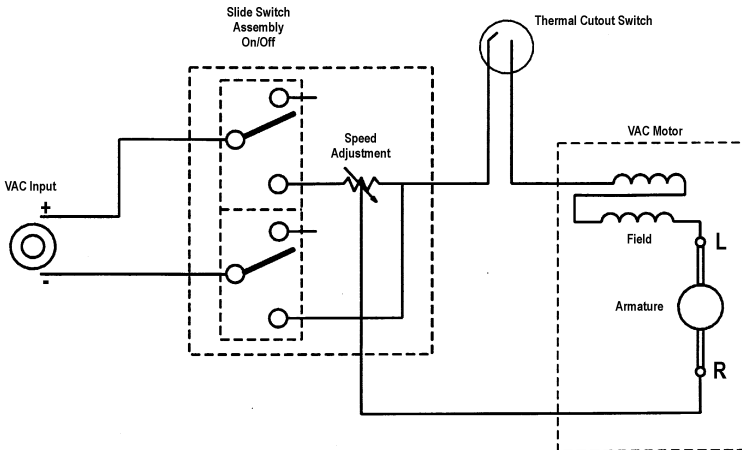 Slide Switch
Assembly
On/Off
Thermal Cutout Switch
Speed
Adjustment
VAC Motor
VAC Input
+
-
Field
L
Armature
R